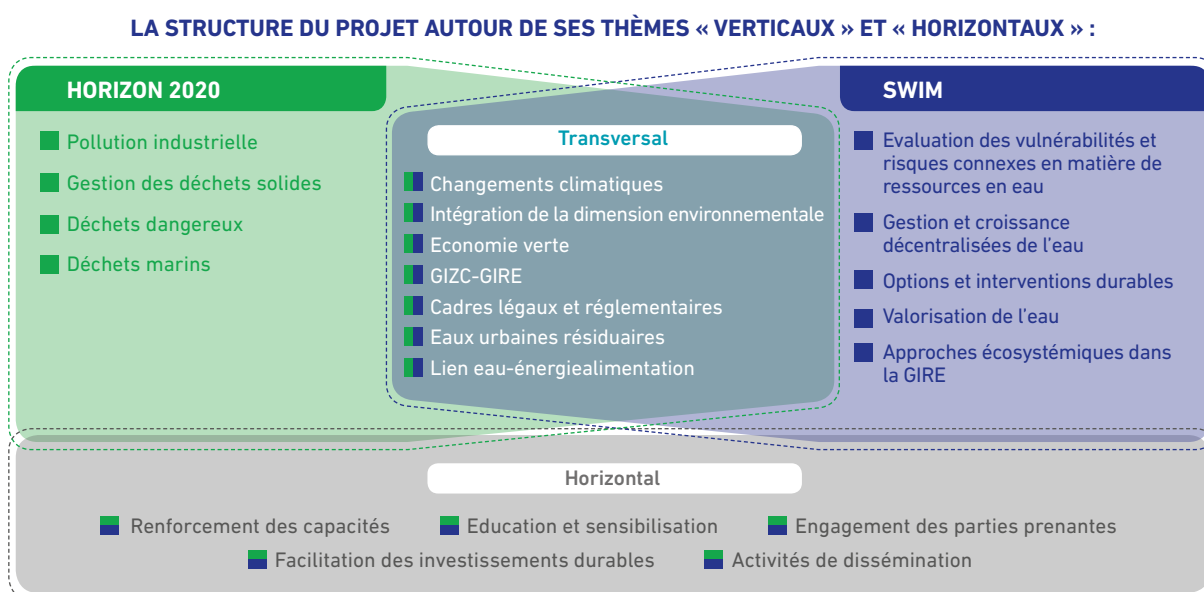 LA STRUCTURE DU PROJET AUTOUR DE SES THÈMES « VERTICAUX » ET « HORIZONTAUX » :
HORIZON 2020
Pollution industrielle
Gestion des déchets solides
Déchets dangereux
Déchets marins
Transversal
Changements climatiques
Intégration de la dimension environnementale
Economie verte
GIZC-GIRE
Cadres légaux et réglementaires
Eaux urbaines résiduaires
Lien eau-énergiealimentation
SWIM
Evaluation des vulnérabilités et
risques connexes en matière de
ressources en eau
Gestion et croissance
décentralisées de l'eau
Options et interventions durables
Valorisation de l'eau
Approches écosystémiques dans
la GIRE
Horizontal
Renforcement des capacités
Education et sensibilisation
Engagement des parties prenantes
Facilitation des investissements durables
Activités de dissémination